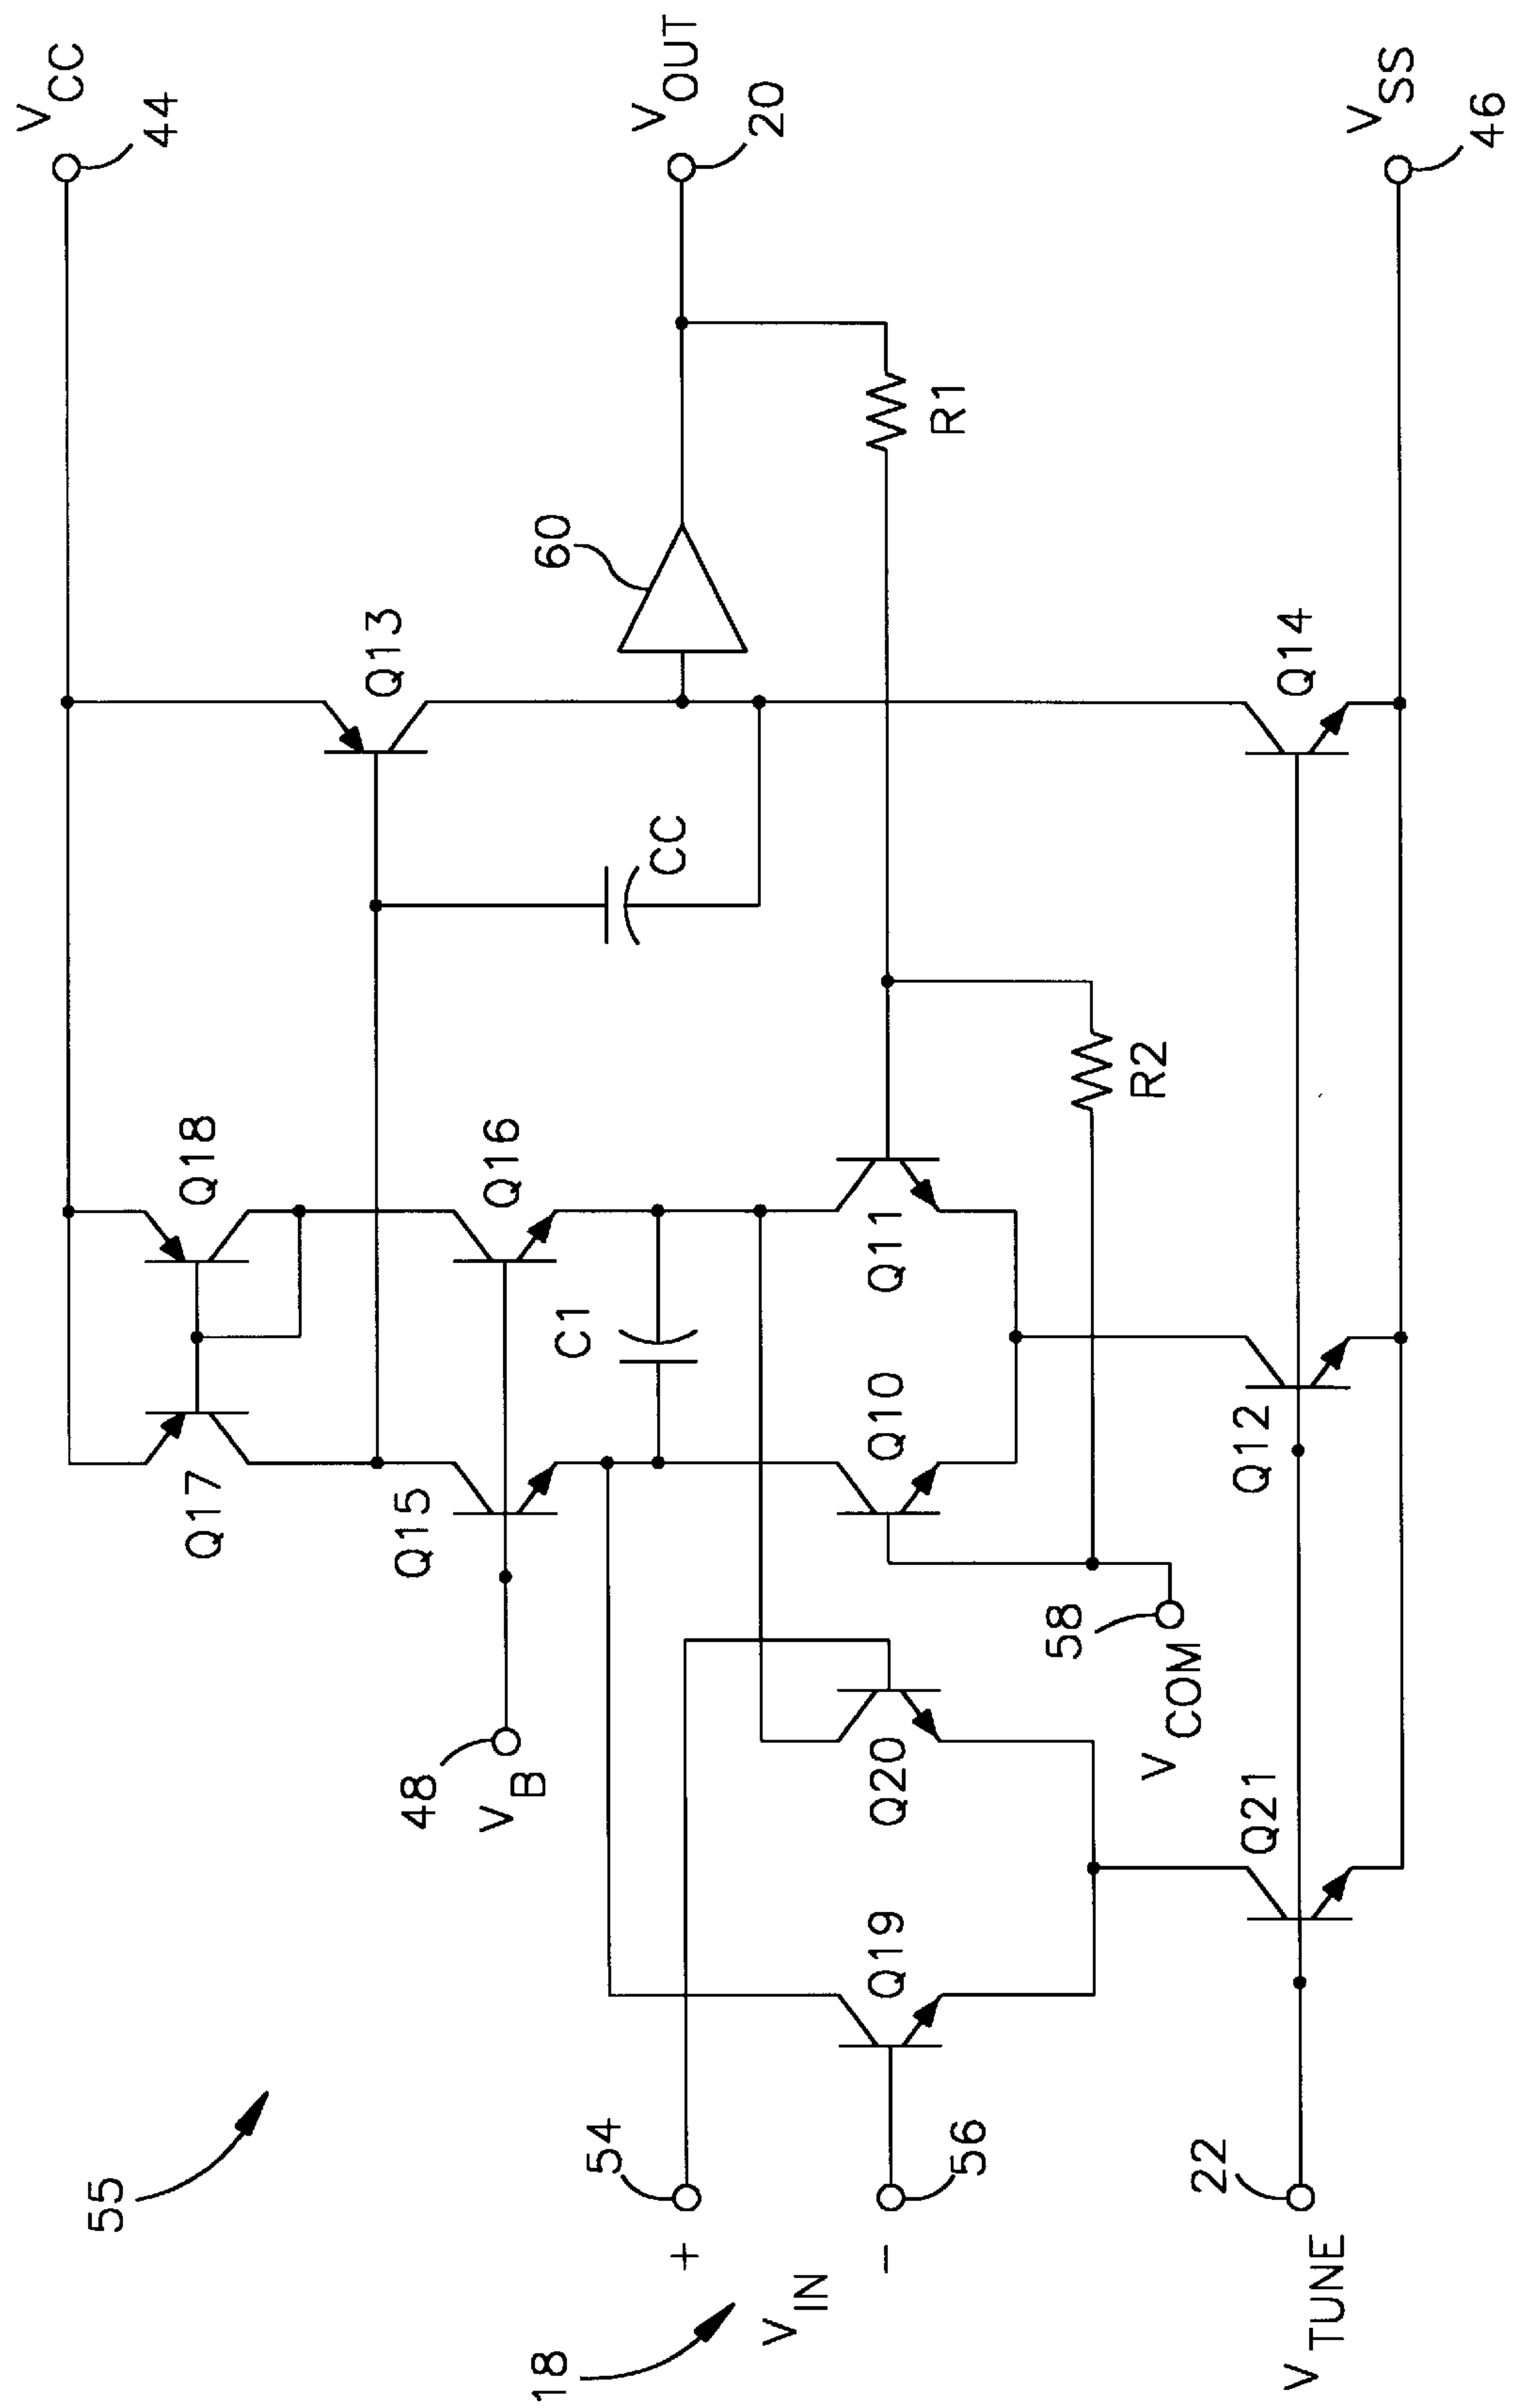 55
18
V_IN
+
54
-
56
V_TUNE
22
48
V_B
Q17
Q18
Q15
Q16
C1
Q19
Q20
Q10
Q11
58
V_COM
R2
Q21
Q12
CC
Q13
60
R1
Q14
V_CC
44
V_OUT
20
V_SS
46